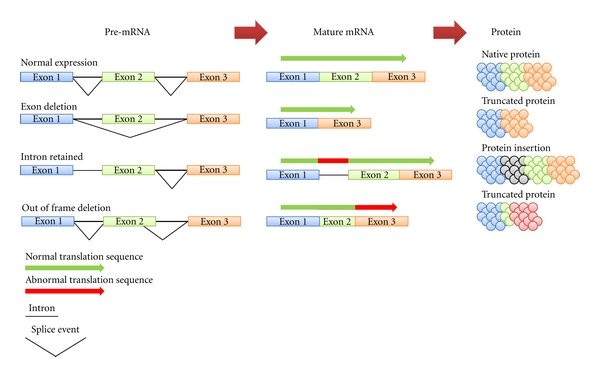 Pre-mRNA Mature mRNA Protein
Normal expression
Native protein
Exon 1 Exon 2 Exon 3 Exon 1 Exon 2 Exon 3
Exon deletion
Truncated protein
Exon 1 Exon 2 Exon 3 Exon 1 Exon 3
Intron retained
Protein insertion
Exon 1 Exon 2 Exon 3 Exon 1 Exon 2 Exon 3
Out of frame deletion
Truncated protein
Exon 1 Exon 2 Exon 3 Exon 1 Exon 2 Exon 3
Normal translation sequence
Abnormal translation sequence
Intron
Splice event